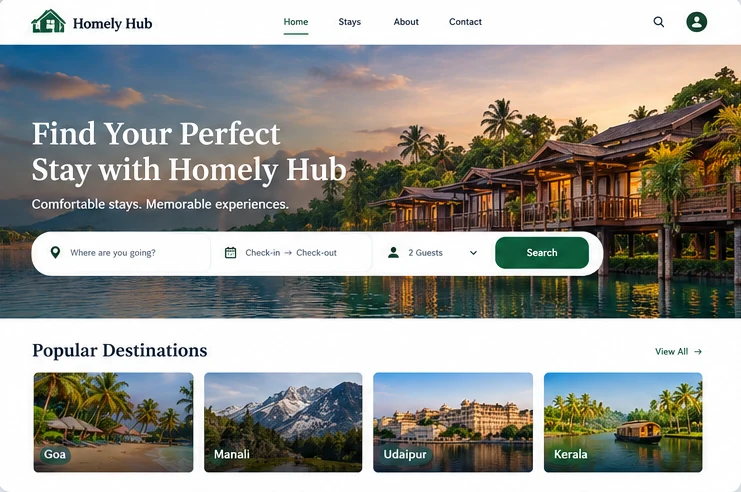 Homely Hub
Home
Stays
About
Contact
Find Your Perfect
Stay with Homely Hub
Comfortable stays. Memorable experiences.
Where are you going?
Check-in → Check-out
2 Guests
Search
Popular Destinations
View All →
Goa
Manali
Udaipur
Kerala